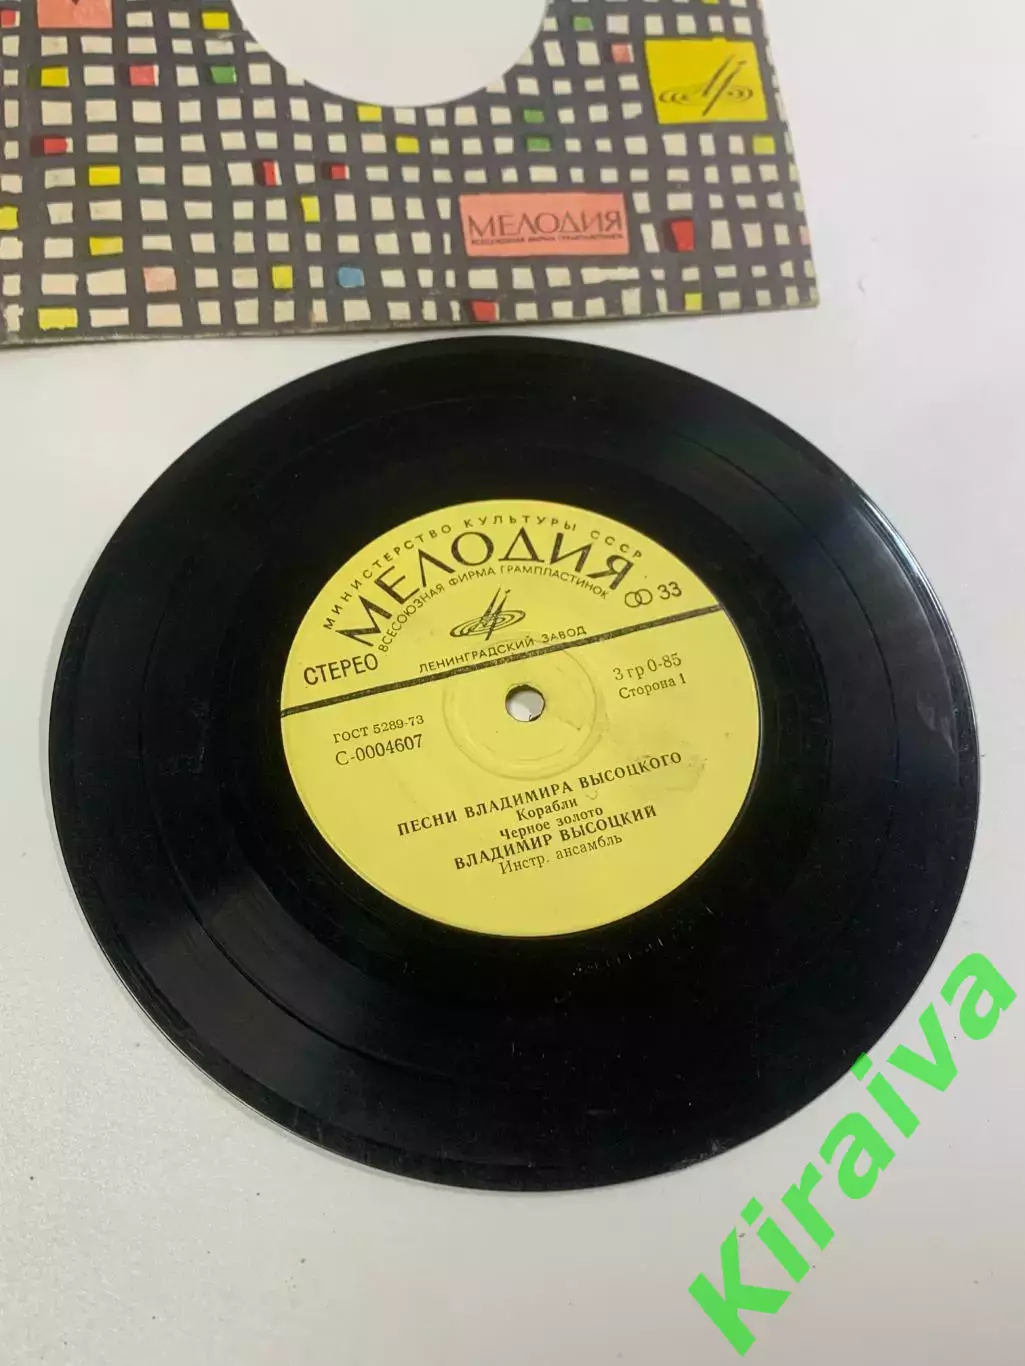 МЕЛОДИЯ
ВСЕСОЮЗНАЯ ФИРМА ГРАМПЛАСТИНОК
МИНИСТЕРСТВО КУЛЬТУРЫ СССР
МЕЛОДИЯ
ВСЕСОЮЗНАЯ ФИРМА ГРАМПЛАСТИНОК
33
СТЕРЕО
ЛЕНИНГРАДСКИЙ ЗАВОД
ГОСТ 5289-73
3 гр 0-85
С-0004607
Сторона 1
ПЕСНИ ВЛАДИМИРА ВЫСОЦКОГО
Корабли
Черное золото
ВЛАДИМИР ВЫСОЦКИЙ
Инстр. ансамбль
Kiraiva